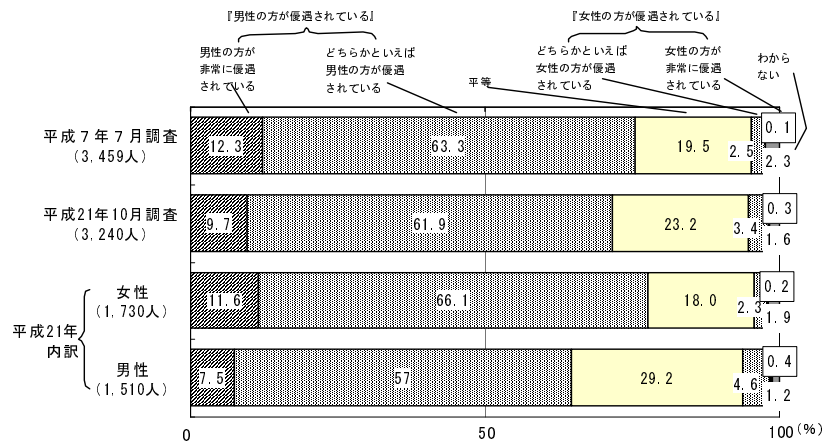 『男性の方が優遇されている』
『女性の方が優遇されている』
男性の方が
非常に優遇
されている
どちらかといえば
男性の方が優遇
されている
平等
どちらかといえば
女性の方が優遇
されている
女性の方が
非常に優遇
されている
わから
ない
平成7年7月調査
(3,459人)
12.3
63.3
19.5
2.5
0.1
2.3
平成21年10月調査
(3,240人)
9.7
61.9
23.2
3.4
0.3
1.6
平成21年
内訳
女性
(1,730人)
11.6
66.1
18.0
2.3
0.2
1.9
男性
(1,510人)
7.5
57
29.2
4.6
0.4
1.2
0
50
100(%)